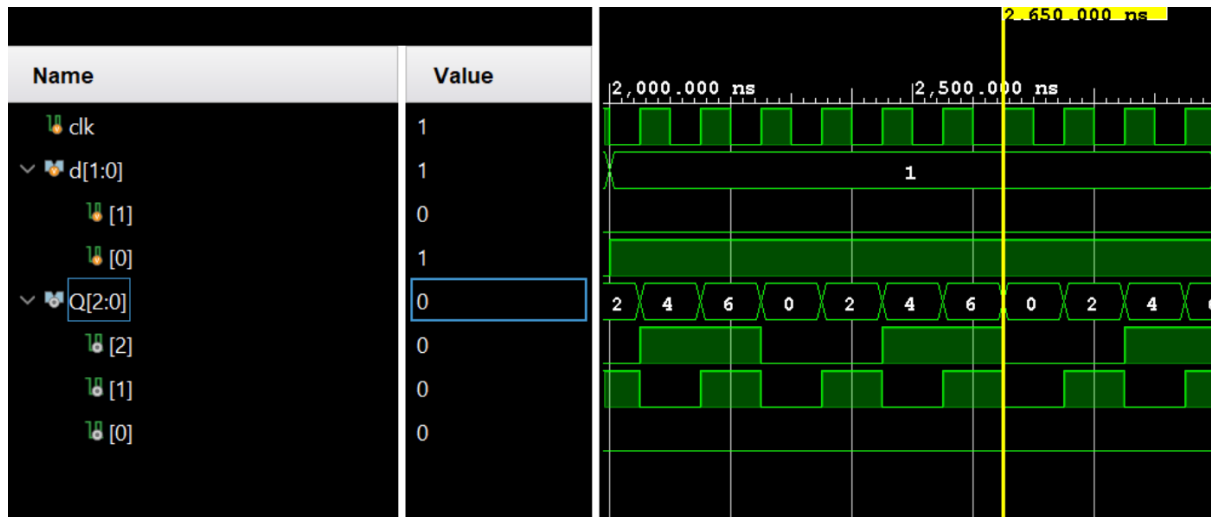 2,650.000 ns
Name Value
2,000.000 ns 2,500.000 ns
clk 1
d[1:0] 1 1
[1] 0
[0] 1
Q[2:0] 0 2 4 6 0 2 4 6 0 2 4
[2] 0
[1] 0
[0] 0